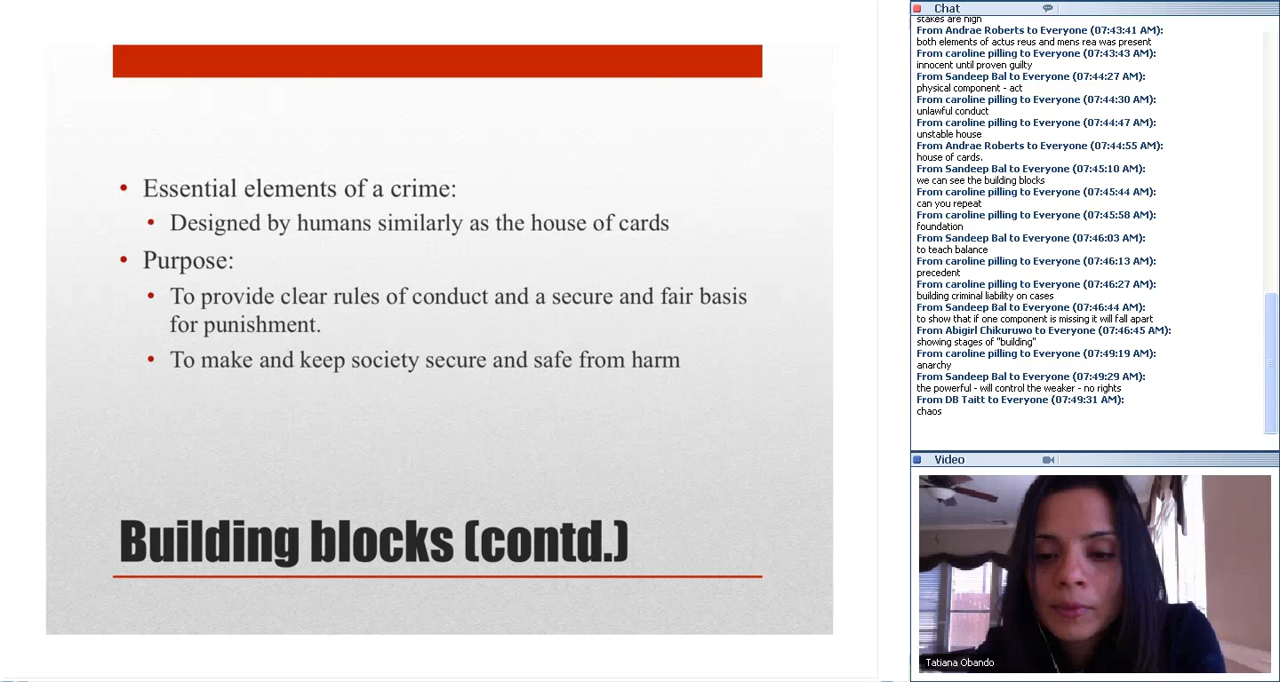 • Essential elements of a crime:
• Designed by humans similarly as the house of cards
• Purpose:
• To provide clear rules of conduct and a secure and fair basis
for punishment.
• To make and keep society secure and safe from harm
Building blocks (contd.)
Chat
stakes are high
From Andrae Roberts to Everyone (07:43:41 AM):
both elements of actus reus and mens rea was present
From caroline pilling to Everyone (07:43:43 AM):
innocent until proven guilty
From Sandeep Bal to Everyone (07:44:27 AM):
physical component - act
From caroline pilling to Everyone (07:44:30 AM):
unlawful conduct
From caroline pilling to Everyone (07:44:47 AM):
unstable house
From Andrae Roberts to Everyone (07:44:55 AM):
house of cards.
From Sandeep Bal to Everyone (07:45:10 AM):
we can see the building blocks
From caroline pilling to Everyone (07:45:44 AM):
can you repeat
From caroline pilling to Everyone (07:45:58 AM):
foundation
From Sandeep Bal to Everyone (07:46:03 AM):
to teach balance
From caroline pilling to Everyone (07:46:13 AM):
precedent
From caroline pilling to Everyone (07:46:27 AM):
building criminal liability on cases
From Sandeep Bal to Everyone (07:46:44 AM):
to show that if one component is missing it will fall apart
From Abigirl Chikuruwo to Everyone (07:46:45 AM):
showing stages of "building"
From caroline pilling to Everyone (07:49:19 AM):
anarchy
From Sandeep Bal to Everyone (07:49:29 AM):
the powerful - will control the weaker - no rights
From DB Taitt to Everyone (07:49:31 AM):
chaos
Video
Tatiana Obando